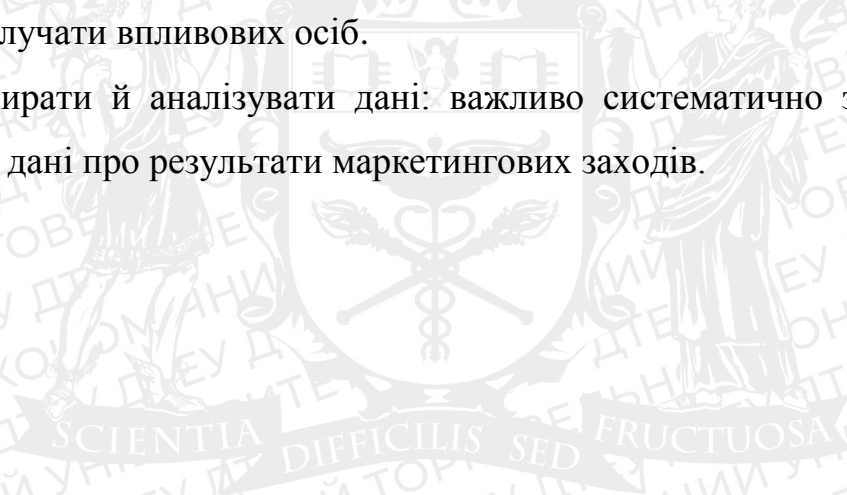 лучати впливових осіб.
ирати й аналізувати дані: важливо систематично з
дані про результати маркетингових заходів.
SCIENTIA DIFFICILIS SED FRUCTUOSA